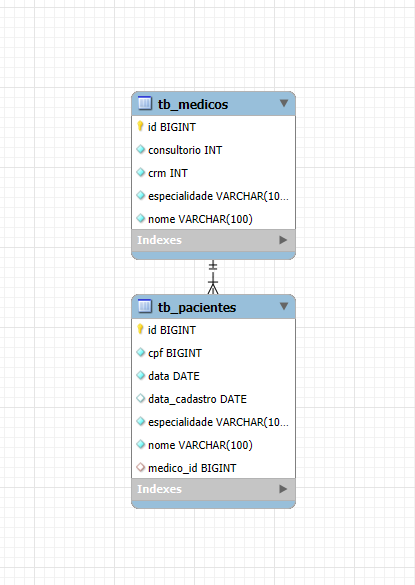 tb_medicos
id BIGINT
consultorio INT
crm INT
especialidade VARCHAR(10...
nome VARCHAR(100)
Indexes
tb_pacientes
id BIGINT
cpf BIGINT
data DATE
data_cadastro DATE
especialidade VARCHAR(10...
nome VARCHAR(100)
medico_id BIGINT
Indexes